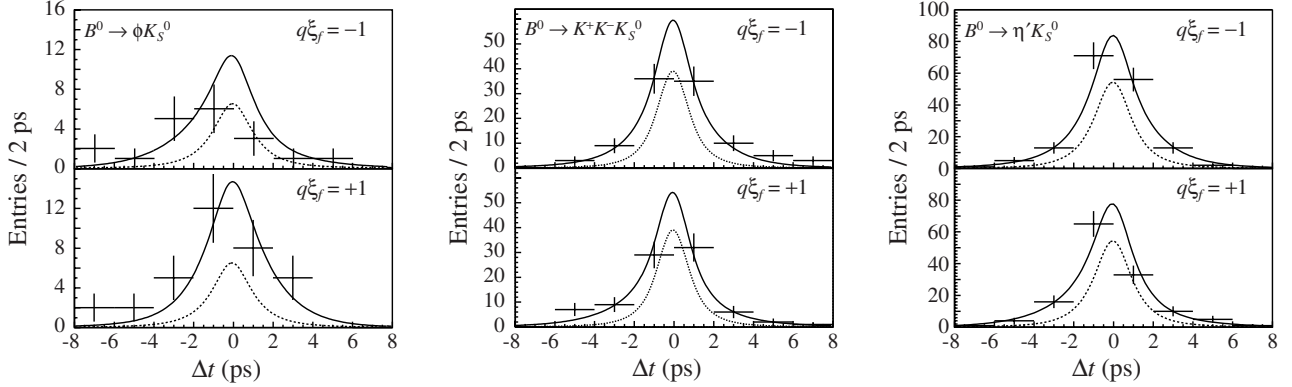 B⁰ → ϕK_S⁰
qξ_f = −1
16
12
8
4
0
qξ_f = +1
12
8
4
0
Entries / 2 ps
-8 -6 -4 -2 0 2 4 6 8
Δt (ps)
B⁰ → K⁺K⁻K_S⁰
qξ_f = −1
50
40
30
20
10
0
qξ_f = +1
50
40
30
20
10
0
Entries / 2 ps
-8 -6 -4 -2 0 2 4 6 8
Δt (ps)
B⁰ → η′K_S⁰
qξ_f = −1
100
80
60
40
20
0
qξ_f = +1
80
60
40
20
0
Entries / 2 ps
-8 -6 -4 -2 0 2 4 6 8
Δt (ps)